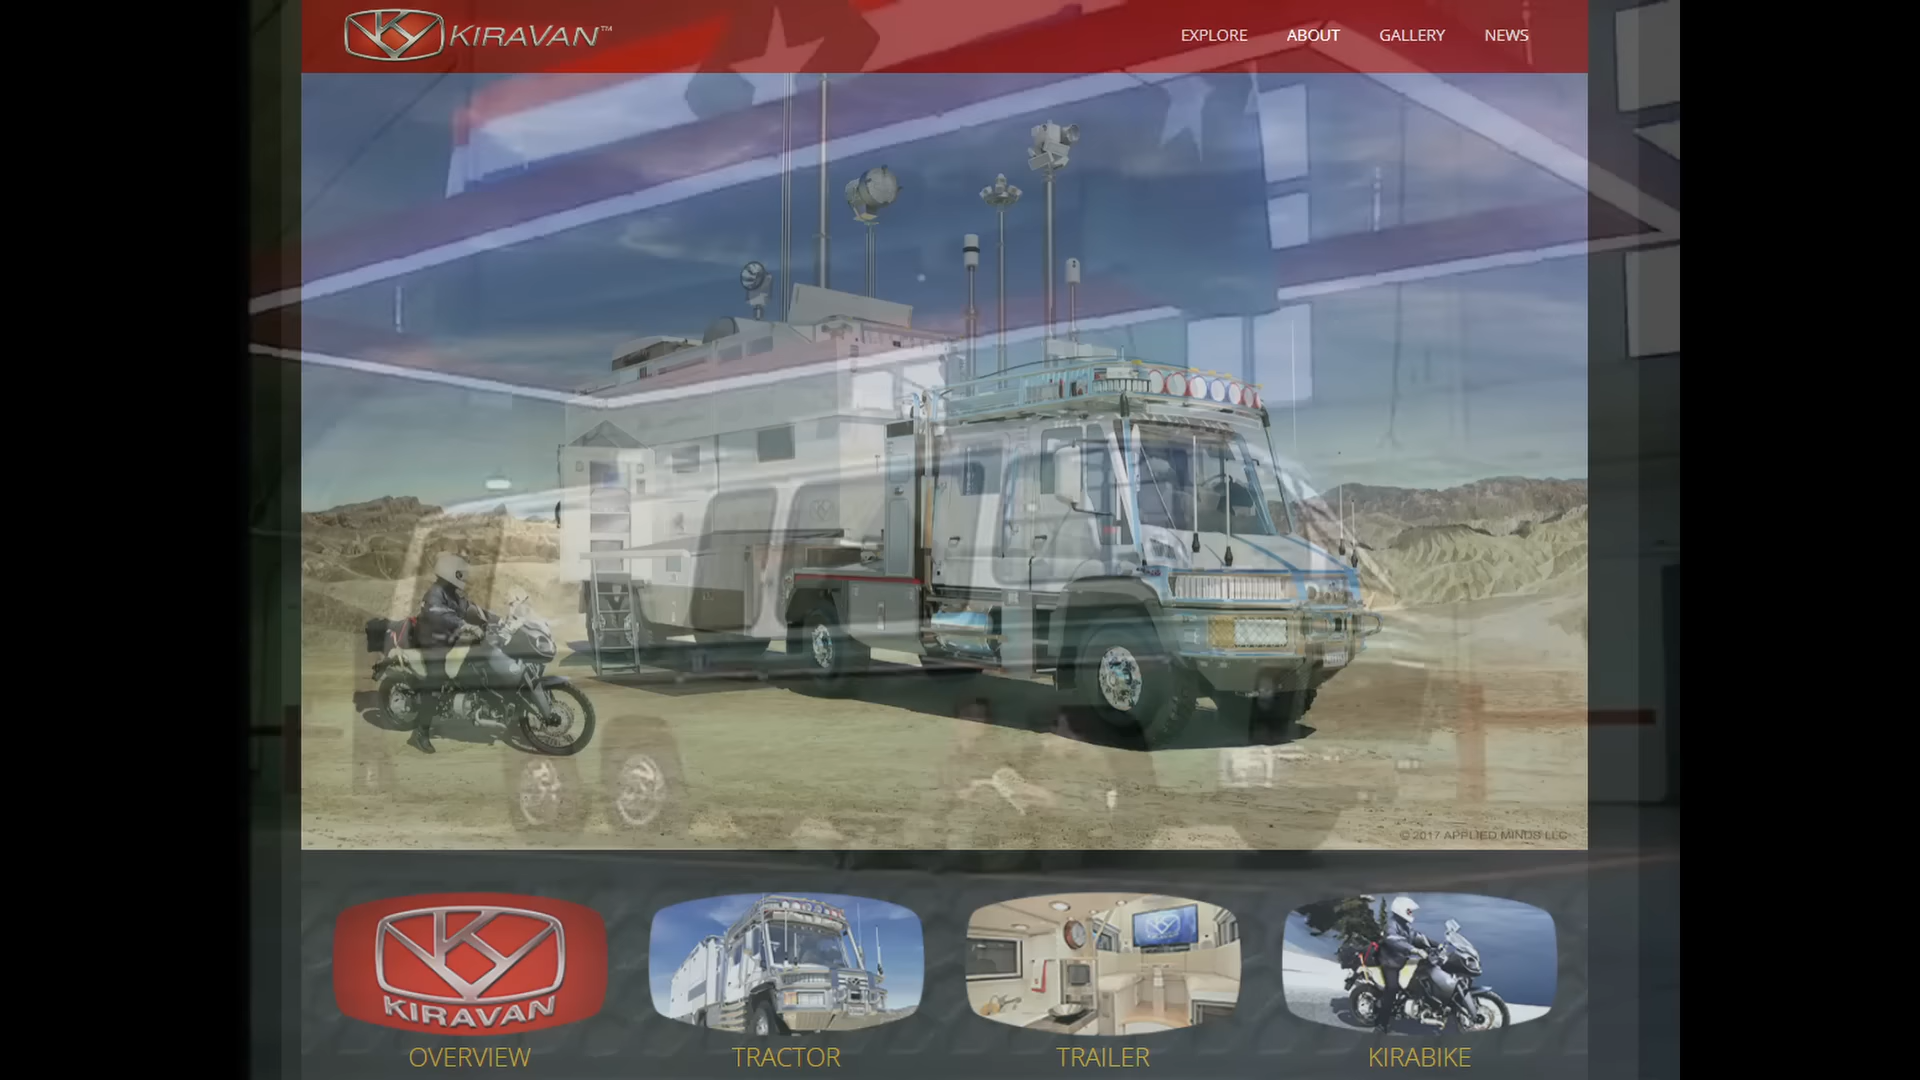 KIRAVAN™
EXPLORE
ABOUT
GALLERY
NEWS
© 2017 APPLIED MINDS LLC
KIRAVAN
OVERVIEW
TRACTOR
TRAILER
KIRABIKE